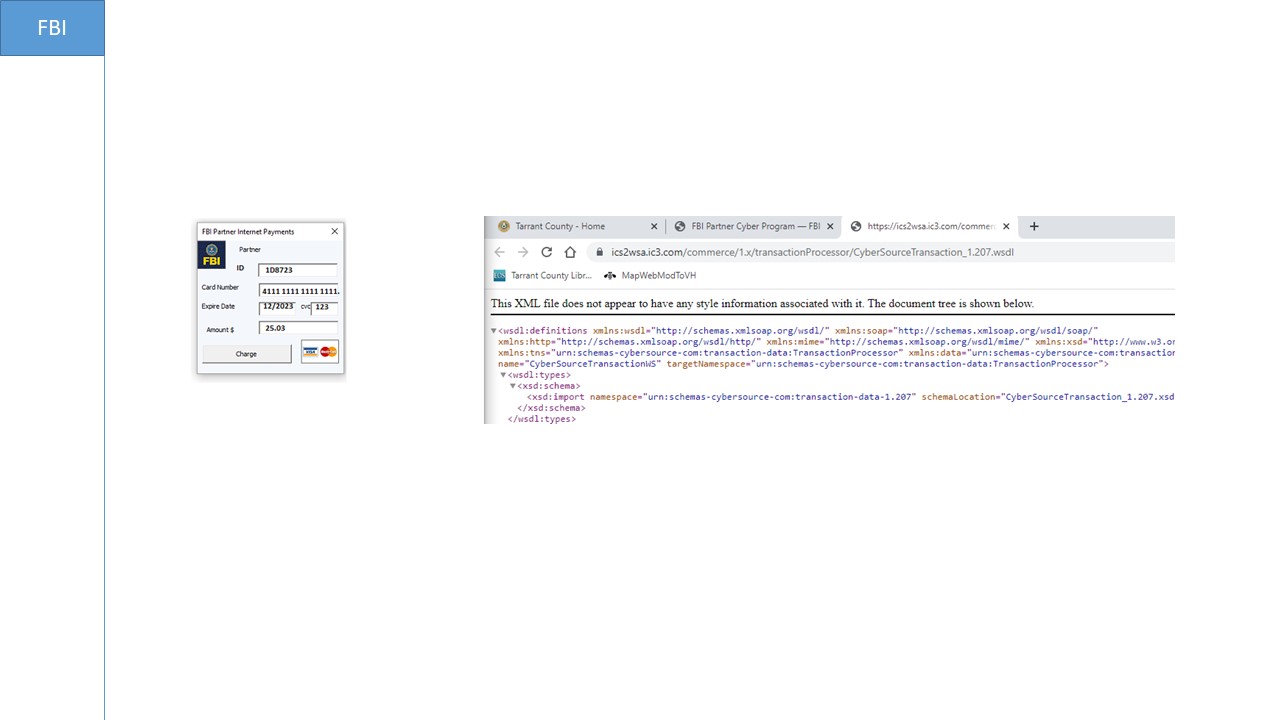 FBI
FBI Partner Internet Payments
FBI
Partner
ID 1D8723
Card Number 4111 1111 1111 1111.
Expire Date 12/2023 cvc 123
Amount $ 25.03
Charge VISA MasterCard
Tarrant County - Home FBI Partner Cyber Program — FBI https://ics2wsa.ic3.com/commer
ics2wsa.ic3.com/commerce/1.x/transactionProcessor/CyberSourceTransaction_1.207.wsdl
Tarrant County Libr... MapWebModToVH
This XML file does not appear to have any style information associated with it. The document tree is shown below.
<wsdl:definitions xmlns:wsdl="http://schemas.xmlsoap.org/wsdl/" xmlns:soap="http://schemas.xmlsoap.org/wsdl/soap/"
xmlns:http="http://schemas.xmlsoap.org/wsdl/http/" xmlns:mime="http://schemas.xmlsoap.org/wsdl/mime/" xmlns:xsd="http://www.w3.or
xmlns:tns="urn:schemas-cybersource-com:transaction-data:TransactionProcessor" xmlns:data="urn:schemas-cybersource-com:transaction
name="CyberSourceTransactionWS" targetNamespace="urn:schemas-cybersource-com:transaction-data:TransactionProcessor">
<wsdl:types>
<xsd:schema>
<xsd:import namespace="urn:schemas-cybersource-com:transaction-data-1.207" schemaLocation="CyberSourceTransaction_1.207.xsd
</xsd:schema>
</wsdl:types>